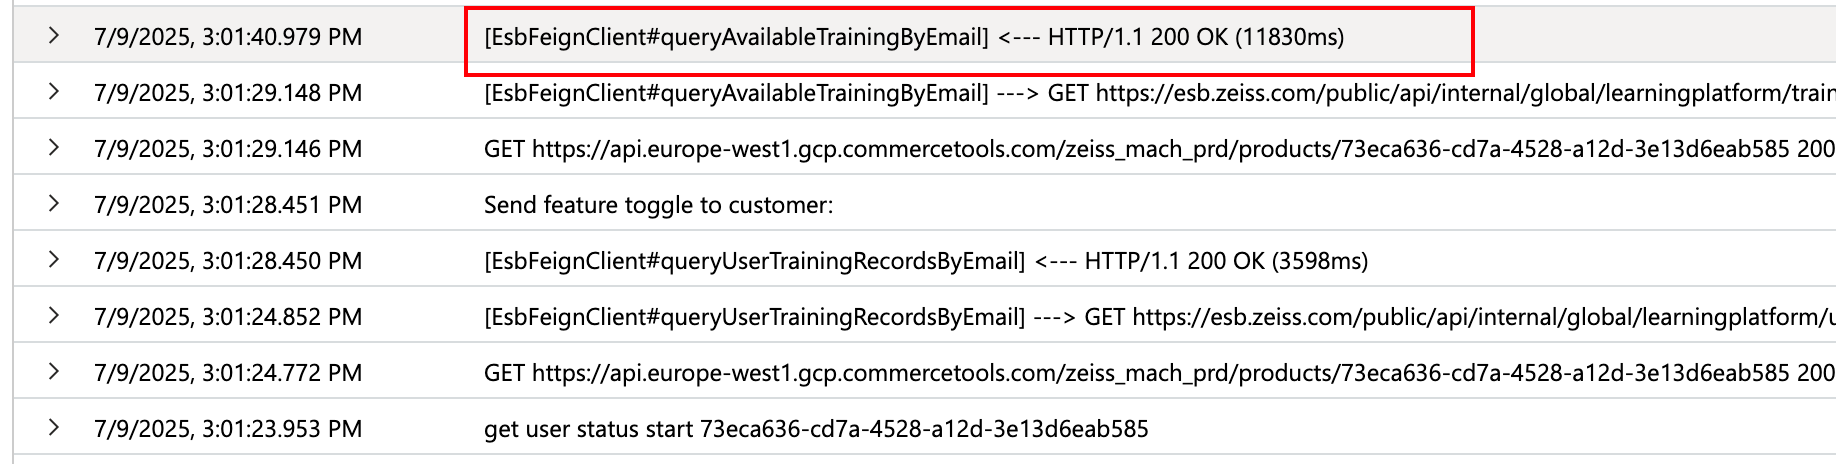 7/9/2025, 3:01:40.979 PM [EsbFeignClient#queryAvailableTrainingByEmail] <--- HTTP/1.1 200 OK (11830ms)
7/9/2025, 3:01:29.148 PM [EsbFeignClient#queryAvailableTrainingByEmail] ---> GET https://esb.zeiss.com/public/api/internal/global/learningplatform/train
7/9/2025, 3:01:29.146 PM GET https://api.europe-west1.gcp.commercetools.com/zeiss_mach_prd/products/73eca636-cd7a-4528-a12d-3e13d6eab585 200
7/9/2025, 3:01:28.451 PM Send feature toggle to customer:
7/9/2025, 3:01:28.450 PM [EsbFeignClient#queryUserTrainingRecordsByEmail] <--- HTTP/1.1 200 OK (3598ms)
7/9/2025, 3:01:24.852 PM [EsbFeignClient#queryUserTrainingRecordsByEmail] ---> GET https://esb.zeiss.com/public/api/internal/global/learningplatform/u
7/9/2025, 3:01:24.772 PM GET https://api.europe-west1.gcp.commercetools.com/zeiss_mach_prd/products/73eca636-cd7a-4528-a12d-3e13d6eab585 200
7/9/2025, 3:01:23.953 PM get user status start 73eca636-cd7a-4528-a12d-3e13d6eab585